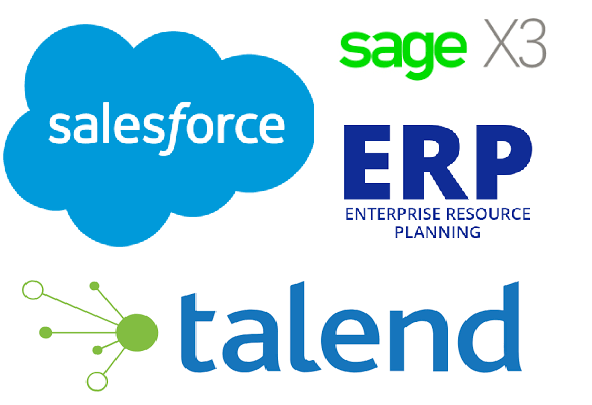 salesforce
sage X3
ERP
ENTERPRISE RESOURCE
PLANNING
talend